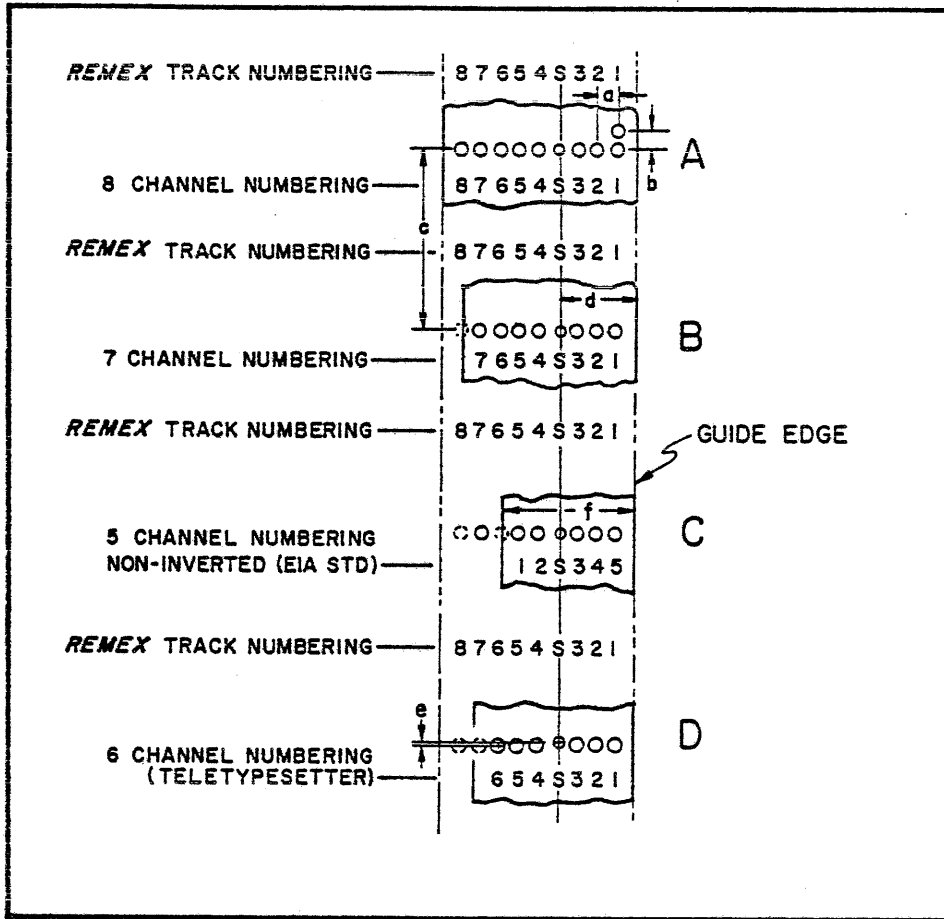 REMEX TRACK NUMBERING 8 7 6 5 4 S 3 2 1
a
A
b
8 CHANNEL NUMBERING 8 7 6 5 4 S 3 2 1
c
REMEX TRACK NUMBERING 8 7 6 5 4 S 3 2 1
d
B
7 CHANNEL NUMBERING 7 6 5 4 S 3 2 1
REMEX TRACK NUMBERING 8 7 6 5 4 S 3 2 1
GUIDE EDGE
f
C
5 CHANNEL NUMBERING
NON-INVERTED (EIA STD) 1 2 S 3 4 5
REMEX TRACK NUMBERING 8 7 6 5 4 S 3 2 1
e
D
6 CHANNEL NUMBERING
(TELETYPESETTER) 6 5 4 S 3 2 1